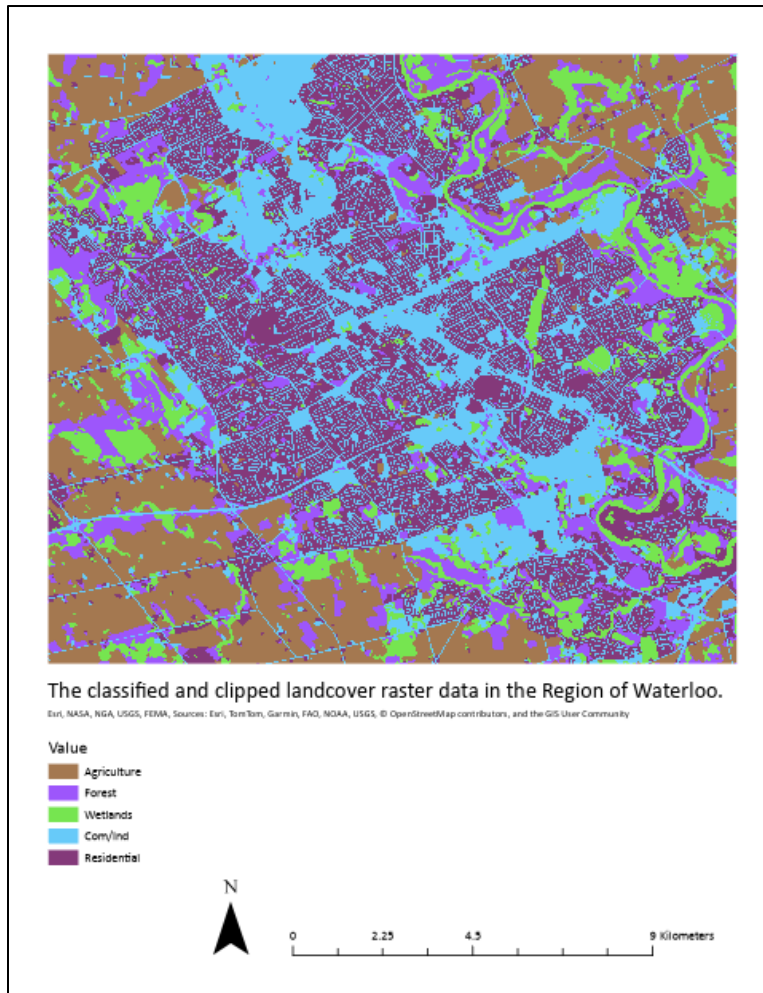 The classified and clipped landcover raster data in the Region of Waterloo.
Esri, NASA, NGA, USGS, FEMA, Sources: Esri, TomTom, Garmin, FAO, NOAA, USGS, © OpenStreetMap contributors, and the GIS User Community
Value
Agriculture
Forest
Wetlands
Com/Ind
Residential
N
0 2.25 4.5 9 Kilometers